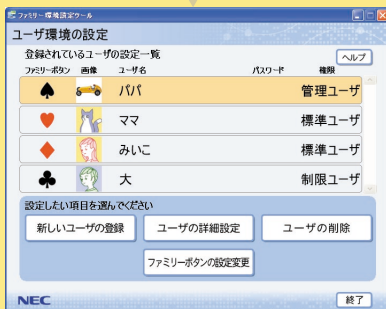 ファミリー環境設定ツール
ユーザ環境の設定
登録されているユーザの設定一覧
ヘルプ
ファミリーボタン 画像 ユーザ名 パスワード 権限
パパ 管理ユーザ
ママ 標準ユーザ
みいこ 標準ユーザ
大 制限ユーザ
設定したい項目を選んでください
新しいユーザの登録 ユーザの詳細設定 ユーザの削除
ファミリーボタンの設定変更
NEC 終了